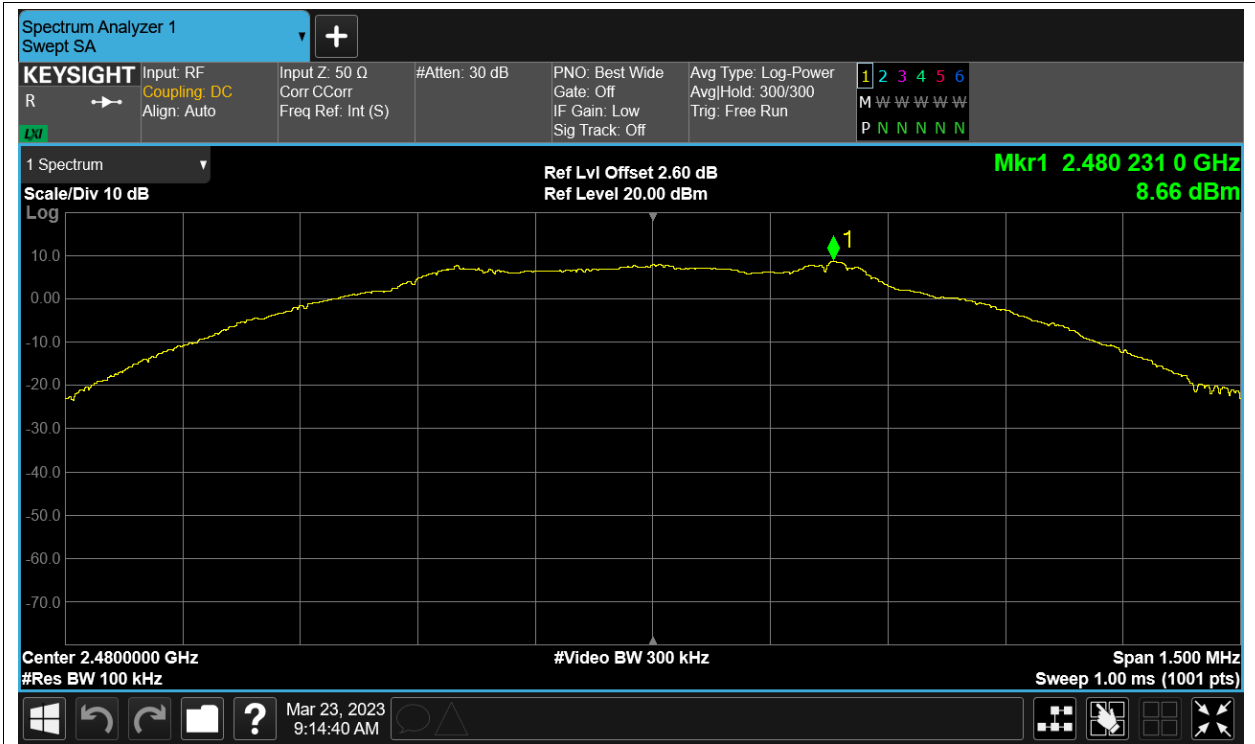 Spectrum Analyzer 1
Swept SA
+
KEYSIGHT
R
LXI
Input: RF
Coupling: DC
Align: Auto
Input Z: 50 Ω
Corr CCorr
Freq Ref: Int (S)
#Atten: 30 dB
PNO: Best Wide
Gate: Off
IF Gain: Low
Sig Track: Off
Avg Type: Log-Power
Avg|Hold: 300/300
Trig: Free Run
1 2 3 4 5 6
M W W W W W
P N N N N N
1 Spectrum
Scale/Div 10 dB
Log
Ref Lvl Offset 2.60 dB
Ref Level 20.00 dBm
Mkr1 2.480 231 0 GHz
8.66 dBm
1
10.0
0.00
-10.0
-20.0
-30.0
-40.0
-50.0
-60.0
-70.0
Center 2.4800000 GHz
#Res BW 100 kHz
#Video BW 300 kHz
Span 1.500 MHz
Sweep 1.00 ms (1001 pts)
?
Mar 23, 2023
9:14:40 AM